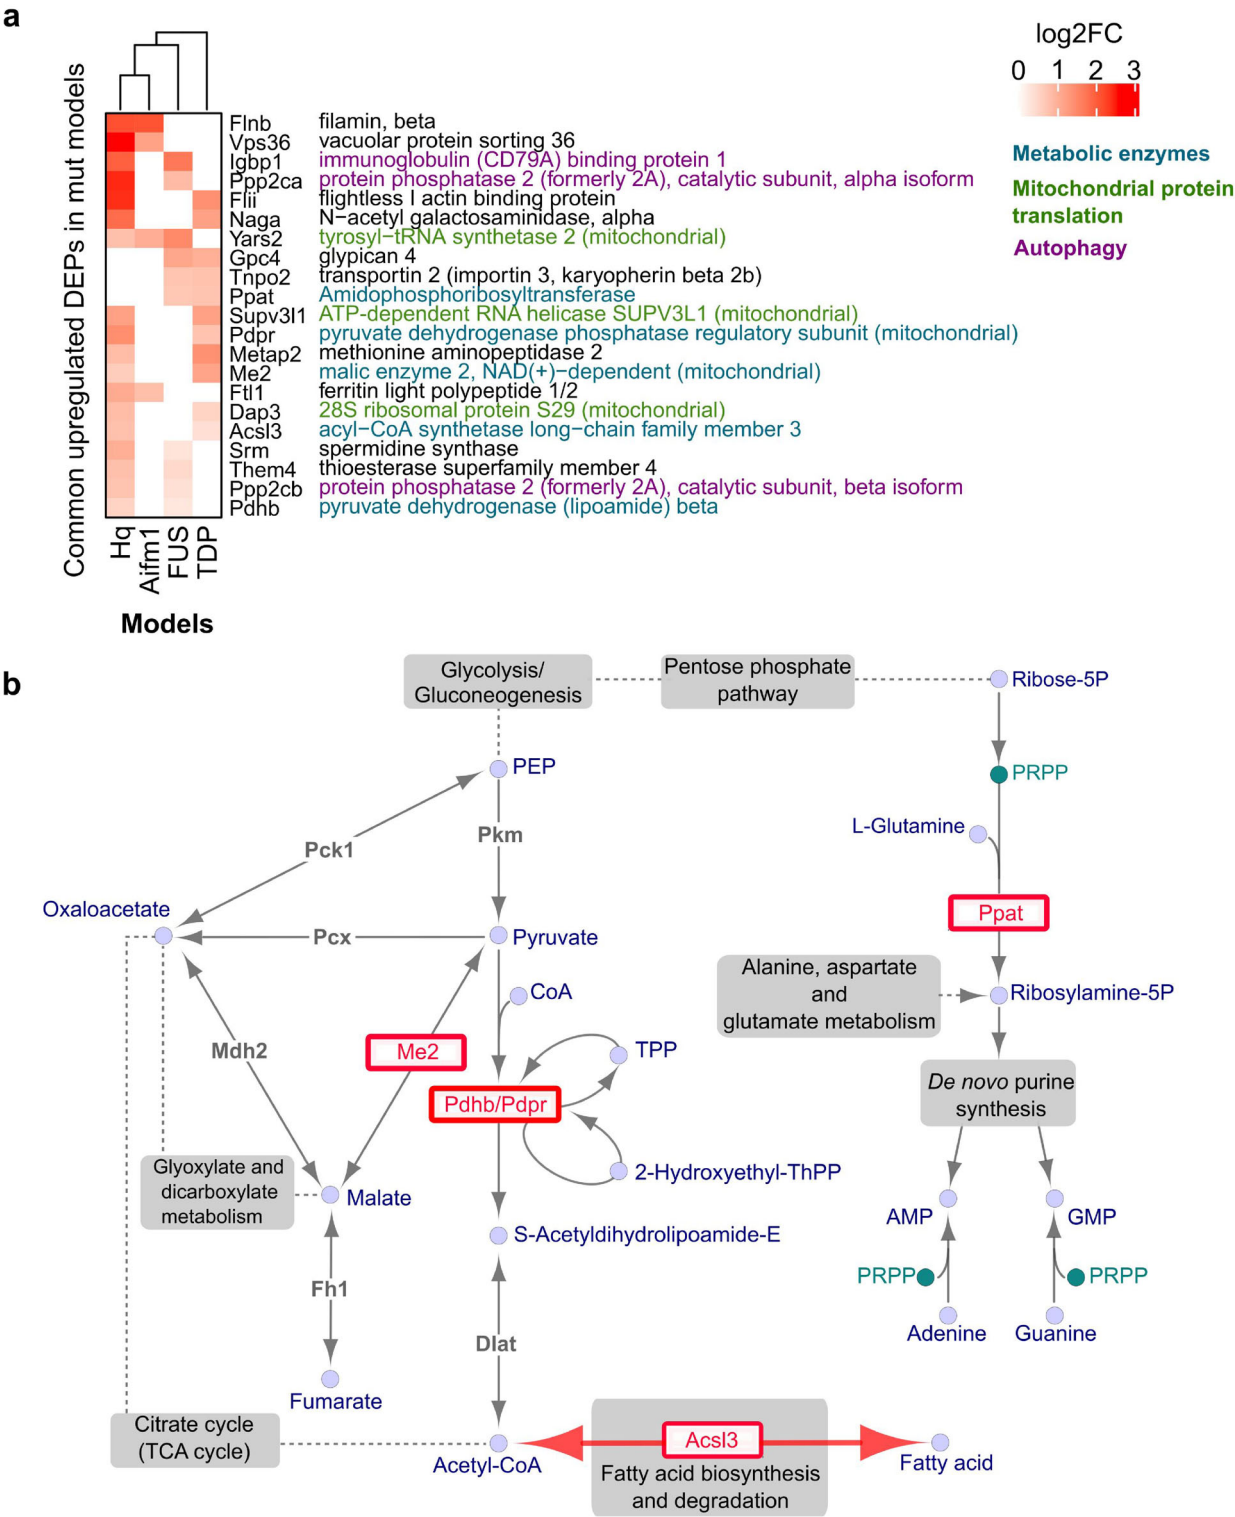 a
log2FC
0 1 2 3
Metabolic enzymes
Mitochondrial protein
translation
Autophagy
Common upregulated DEPs in mut models
Flnb filamin, beta
Vps36 vacuolar protein sorting 36
Igbp1 immunoglobulin (CD79A) binding protein 1
Ppp2ca protein phosphatase 2 (formerly 2A), catalytic subunit, alpha isoform
Flii flightless I actin binding protein
Naga N−acetyl galactosaminidase, alpha
Yars2 tyrosyl−tRNA synthetase 2 (mitochondrial)
Gpc4 glypican 4
Tnpo2 transportin 2 (importin 3, karyopherin beta 2b)
Ppat Amidophosphoribosyltransferase
Supv3l1 ATP-dependent RNA helicase SUPV3L1 (mitochondrial)
Pdpr pyruvate dehydrogenase phosphatase regulatory subunit (mitochondrial)
Metap2 methionine aminopeptidase 2
Me2 malic enzyme 2, NAD(+)−dependent (mitochondrial)
Ftl1 ferritin light polypeptide 1/2
Dap3 28S ribosomal protein S29 (mitochondrial)
Acsl3 acyl−CoA synthetase long−chain family member 3
Srm spermidine synthase
Them4 thioesterase superfamily member 4
Ppp2cb protein phosphatase 2 (formerly 2A), catalytic subunit, beta isoform
Pdhb pyruvate dehydrogenase (lipoamide) beta
Hq Aifm1 FUS TDP
Models
b
Glycolysis/
Gluconeogenesis
Pentose phosphate
pathway
Ribose-5P
PEP
PRPP
L-Glutamine
Pkm
Pck1
Ppat
Oxaloacetate
Pcx
Pyruvate
Alanine, aspartate
and
glutamate metabolism
Ribosylamine-5P
CoA
Mdh2
Me2
TPP
Pdhb/Pdpr
De novo purine
synthesis
2-Hydroxyethyl-ThPP
Glyoxylate and
dicarboxylate
metabolism
Malate
AMP
GMP
S-Acetyldihydrolipoamide-E
PRPP
PRPP
Fh1
Adenine
Guanine
Dlat
Fumarate
Citrate cycle
(TCA cycle)
Acetyl-CoA
Acsl3
Fatty acid biosynthesis
and degradation
Fatty acid